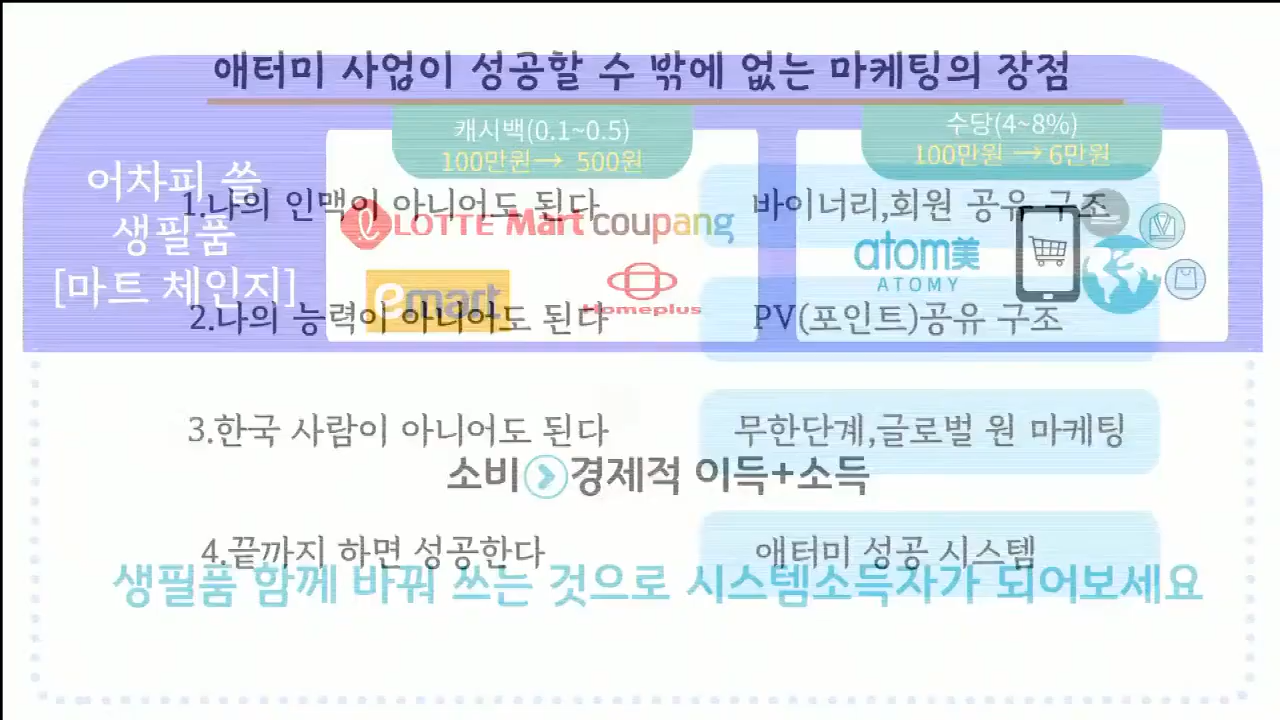 애터미 사업이 성공할 수 밖에 없는 마케팅의 장점
캐시백(0.1~0.5)
100만원→ 500원
수당(4~8%)
100만원 →6만원
어차피 쓸
생필품
[마트 체인지]
1.나의 인맥이 아니어도 된다
바이너리,회원 공유 구조
LOTTE Mart coupang
atom美
ATOMY
emart
Homeplus
2.나의 능력이 아니어도 된다
PV(포인트)공유 구조
3.한국 사람이 아니어도 된다
무한단계,글로벌 원 마케팅
소비 경제적 이득+소득
4.끝까지 하면 성공한다
애터미 성공 시스템
생필품 함께 바꿔 쓰는 것으로 시스템소득자가 되어보세요